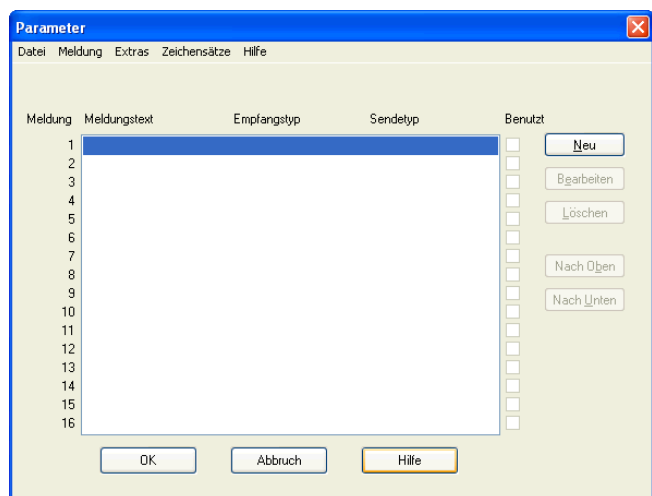 Parameter
Datei Meldung Extras Zeichensätze Hilfe
Meldung Meldungstext Empfangstyp Sendetyp Benutzt
1 Neu
2
3 Bearbeiten
4
5 Löschen
6
7
8 Nach Oben
9 Nach Unten
10
11
12
13
14
15
16
OK Abbruch Hilfe